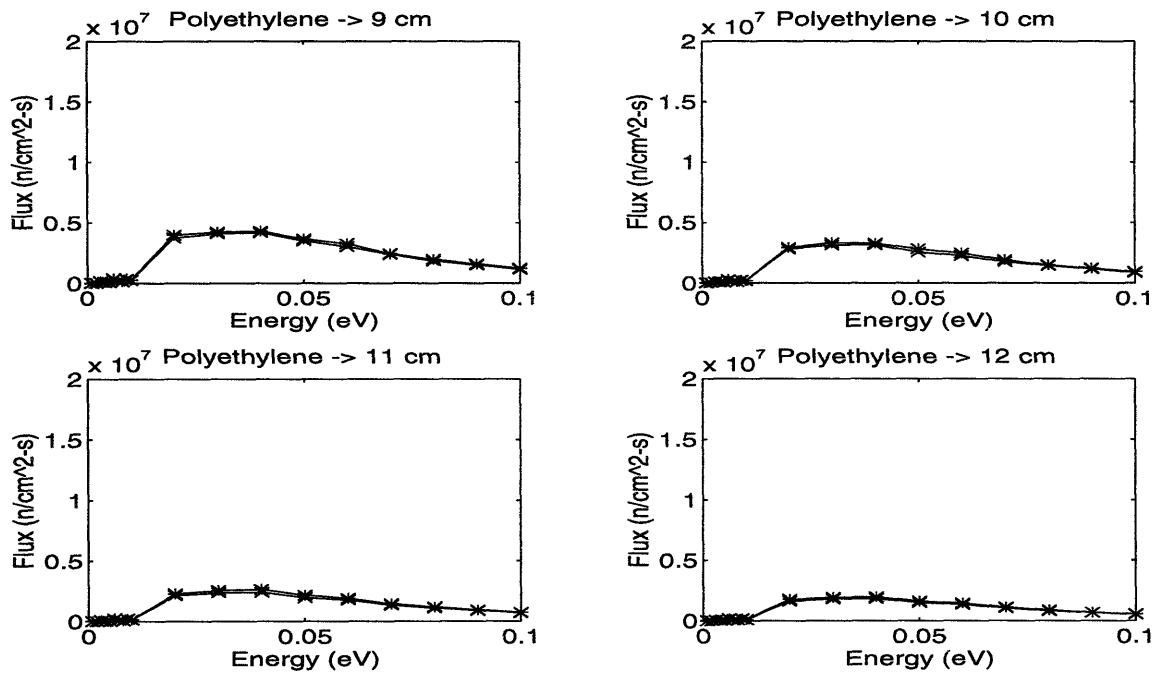 × 10^7 Polyethylene -> 9 cm
2
1.5
1
0.5
0
Flux (n/cm^2-s)
0 0.05 0.1
Energy (eV)
× 10^7 Polyethylene -> 10 cm
2
1.5
1
0.5
0
Flux (n/cm^2-s)
0 0.05 0.1
Energy (eV)
× 10^7 Polyethylene -> 11 cm
2
1.5
1
0.5
0
Flux (n/cm^2-s)
0 0.05 0.1
Energy (eV)
× 10^7 Polyethylene -> 12 cm
2
1.5
1
0.5
0
Flux (n/cm^2-s)
0 0.05 0.1
Energy (eV)